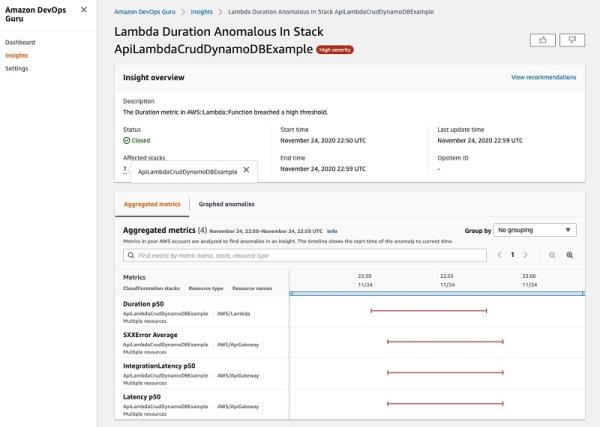 Amazon DevOps Guru
Dashboard
Insights
Settings
Amazon DevOps Guru > Insights > Lambda Duration Anomalous In Stack ApiLambdaCrudDynamoDBExample
Lambda Duration Anomalous In Stack
ApiLambdaCrudDynamoDBExample High severity
Insight overview
View recommendations
Description
The Duration metric in AWS::Lambda::Function breached a high threshold.
Status
Closed
Start time
November 24, 2020 22:50 UTC
Last update time
November 24, 2020 22:59 UTC
Affected stacks
1
ApiLambdaCrudDynamoDBExample
End time
November 24, 2020 22:59 UTC
OpsItem ID
-
Aggregated metrics
Graphed anomalies
Aggregated metrics (4) November 24, 22:50–November 24, 22:59 UTC Info
Group by No grouping
Metrics in your AWS account are analyzed to find anomalies in an insight. The timeline shows the start time of the anomaly to current time.
Find metric by metric name, stack, resource type
1
Metrics
CloudFormation stacks Resource type Resource names
22:50 22:55 23:00
11/24 11/24 11/24
Duration p50
ApiLambdaCrudDynamoDBExample AWS/Lambda
Multiple resources
5XXError Average
ApiLambdaCrudDynamoDBExample AWS/ApiGateway
Multiple resources
IntegrationLatency p50
ApiLambdaCrudDynamoDBExample AWS/ApiGateway
Multiple resources
Latency p50
ApiLambdaCrudDynamoDBExample AWS/ApiGateway
Multiple resources